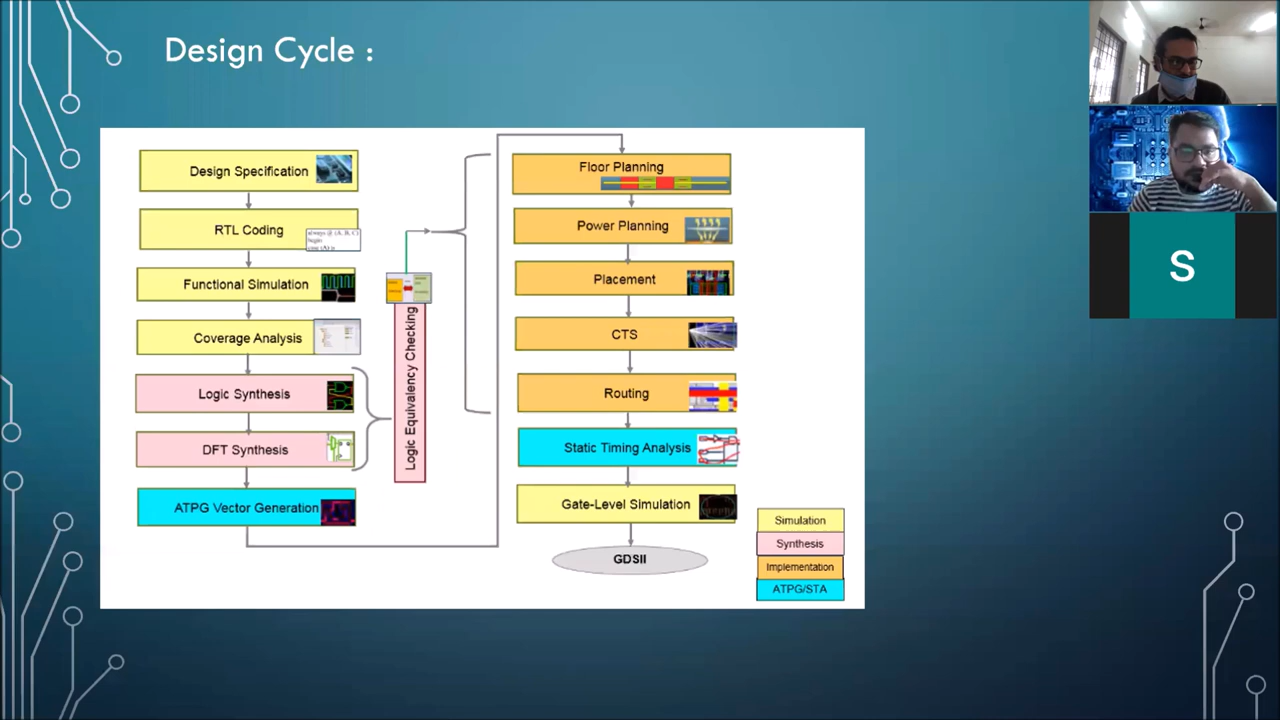 Design Cycle :
Design Specification
RTL Coding
always @ (A, B, C)
begin
Functional Simulation
Coverage Analysis
Logic Synthesis
DFT Synthesis
ATPG Vector Generation
Logic Equivalency Checking
Floor Planning
Power Planning
Placement
CTS
Routing
Static Timing Analysis
Gate-Level Simulation
GDSII
Simulation
Synthesis
Implementation
ATPG/STA
S